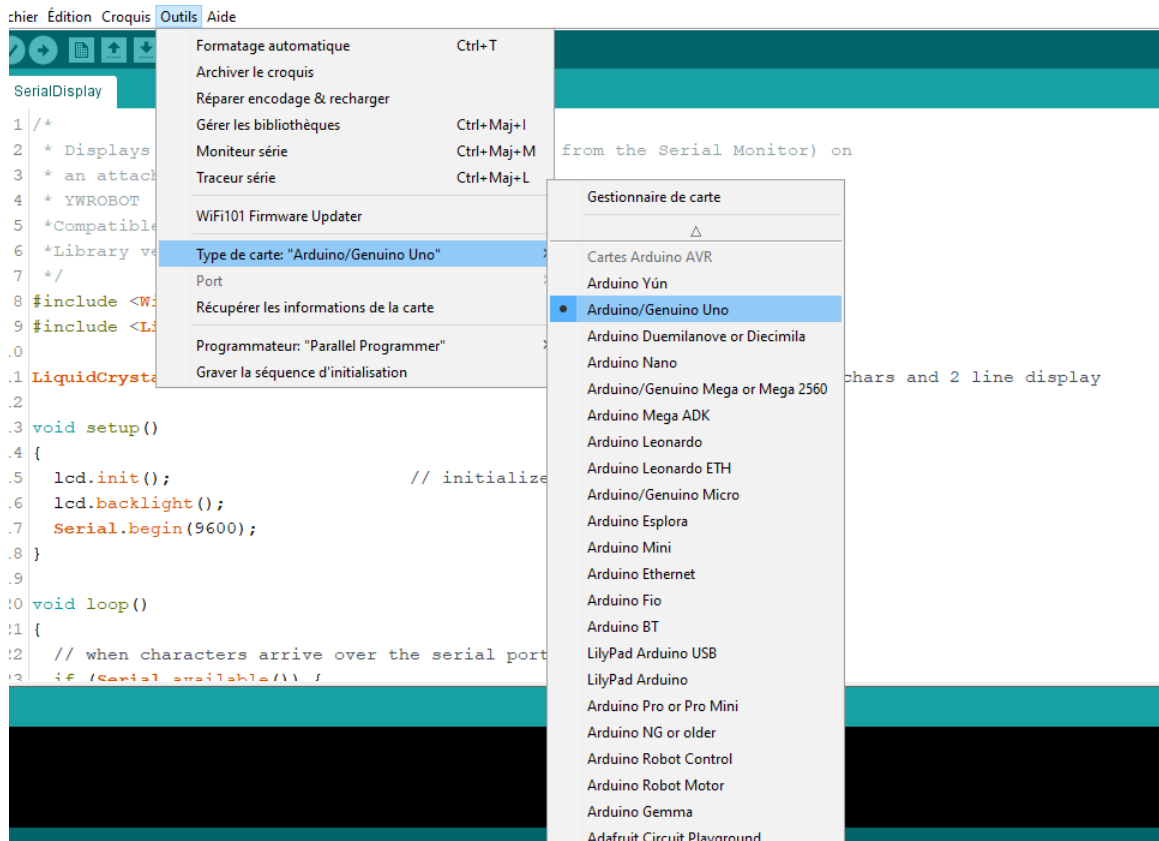 chier Édition Croquis Outils Aide
SerialDisplay
Formatage automatique Ctrl+T
Archiver le croquis
Réparer encodage & recharger
Gérer les bibliothèques Ctrl+Maj+I
Moniteur série Ctrl+Maj+M
Traceur série Ctrl+Maj+L
WiFi101 Firmware Updater
Type de carte: "Arduino/Genuino Uno"
Port
Récupérer les informations de la carte
Programmateur: "Parallel Programmer"
Graver la séquence d'initialisation
Gestionnaire de carte
Cartes Arduino AVR
Arduino Yún
Arduino/Genuino Uno
Arduino Duemilanove or Diecimila
Arduino Nano
Arduino/Genuino Mega or Mega 2560
Arduino Mega ADK
Arduino Leonardo
Arduino Leonardo ETH
Arduino/Genuino Micro
Arduino Esplora
Arduino Mini
Arduino Ethernet
Arduino Fio
Arduino BT
LilyPad Arduino USB
LilyPad Arduino
Arduino Pro or Pro Mini
Arduino NG or older
Arduino Robot Control
Arduino Robot Motor
Arduino Gemma
Adafruit Circuit Playground
1 /*
2 * Displays from the Serial Monitor) on
3 * an attach
4 * YWROBOT
5 *Compatible
6 *Library ve
7 */
8 #include <Wi
9 #include <Li
.0
.1 LiquidCrysta chars and 2 line display
.2
.3 void setup()
.4 {
.5 lcd.init(); // initialize
.6 lcd.backlight();
.7 Serial.begin(9600);
.8 }
.9
:0 void loop()
:1 {
:2 // when characters arrive over the serial port
:3 if (Serial.available()) {